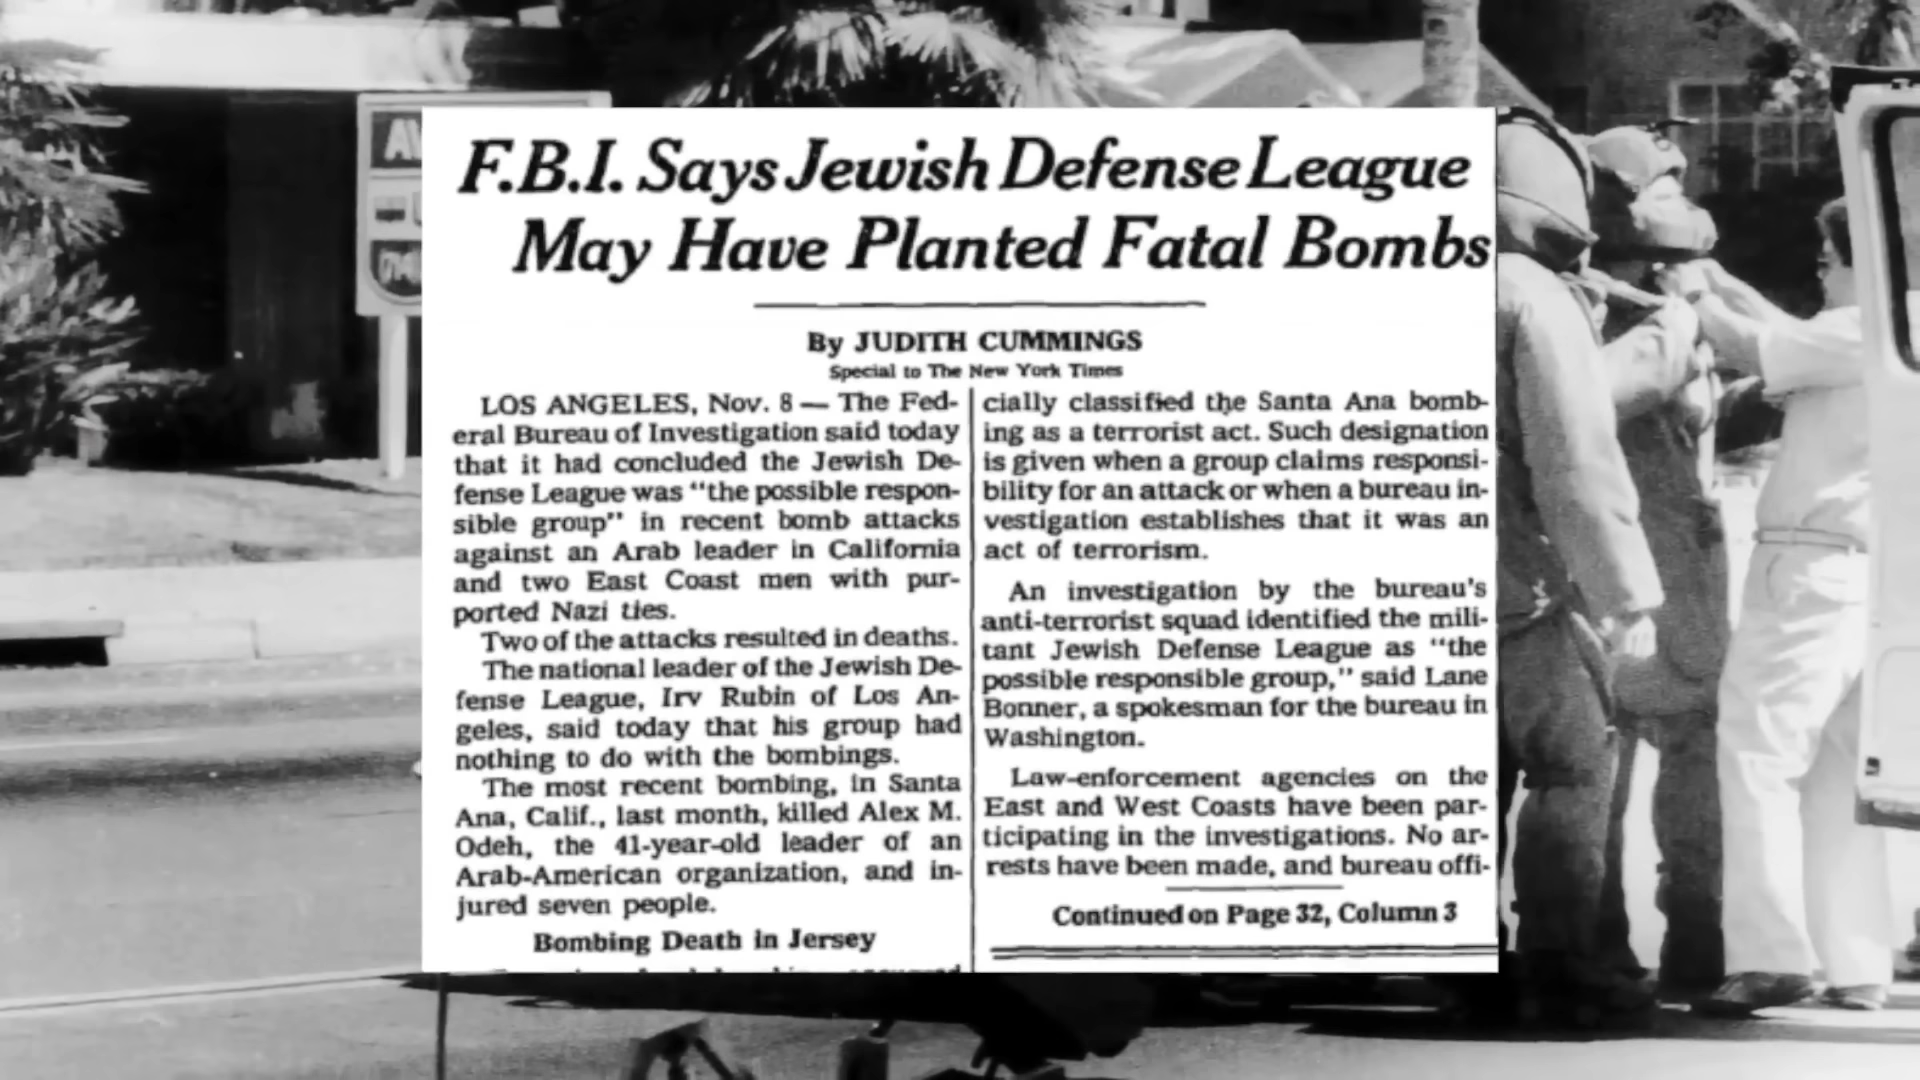 F.B.I. Says Jewish Defense League
May Have Planted Fatal Bombs
By JUDITH CUMMINGS
Special to The New York Times
LOS ANGELES, Nov. 8 — The Fed-
eral Bureau of Investigation said today
that it had concluded the Jewish De-
fense League was "the possible respon-
sible group" in recent bomb attacks
against an Arab leader in California
and two East Coast men with pur-
ported Nazi ties.
Two of the attacks resulted in deaths.
The national leader of the Jewish De-
fense League, Irv Rubin of Los An-
geles, said today that his group had
nothing to do with the bombings.
The most recent bombing, in Santa
Ana, Calif., last month, killed Alex M.
Odeh, the 41-year-old leader of an
Arab-American organization, and in-
jured seven people.
Bombing Death in Jersey
cially classified the Santa Ana bomb-
ing as a terrorist act. Such designation
is given when a group claims responsi-
bility for an attack or when a bureau in-
vestigation establishes that it was an
act of terrorism.
An investigation by the bureau's
anti-terrorist squad identified the mili-
tant Jewish Defense League as "the
possible responsible group," said Lane
Bonner, a spokesman for the bureau in
Washington.
Law-enforcement agencies on the
East and West Coasts have been par-
ticipating in the investigations. No ar-
rests have been made, and bureau offi-
Continued on Page 32, Column 3